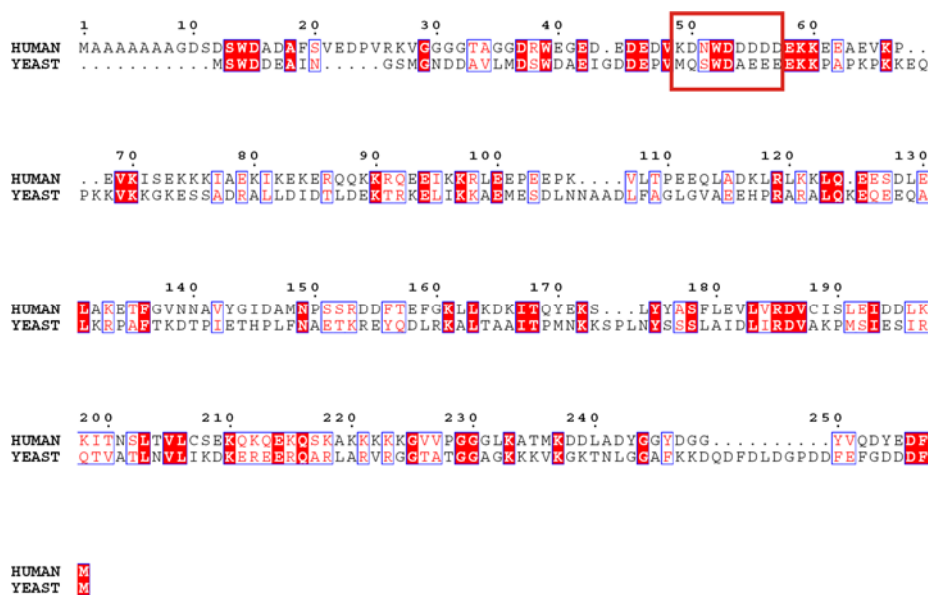 1 10 20 30 40 50 60
HUMAN MAAAAAAAGDSDSWDADAFSVEDPVRKVGGGGTAGGDRWEGED.EDEDVKDNWDDDDDEKKEEAEVKP..
YEAST ...........MSWDDEAIN.....GSMGNDDAVLMDSWDAEIGDDEPVMQSWDAEEEEKKPAPKPKKEQ
70 80 90 100 110 120 130
HUMAN ..EVKISEKKKIAEKIKEKERQQKKRQEEIKKRLEEPEEPK....VLTPEEQLADKLRLKKLQ.EESDLE
YEAST PKKVKKGKESSADRALLDIDTLDEKTRKELIKKAEMESDLNNAADLFAGLGVAEEHPRARALQKEQEEQA
140 150 160 170 180 190
HUMAN LAKETFGVNNAVYGIDAMNPSSRDDFTEFGKLLKDKITQYEKS...LYYASFLEVLVRDVCISLEIDDLK
YEAST LKRPAFTKDTPIETHPLFNAETKREYQDLRKALTAAITPMNKKSPLNYSSSLAIDLIRDVAKPMSIESIR
200 210 220 230 240 250
HUMAN KITNSLTVLCSEKQKQEKQSKAKKKKKGVVPGGGLKATMKDDLADYGGYDGG..........YVQDYEDF
YEAST QTVATLNVLIKDKEREERQARLARVRGGTATGGAGKKKVKGKTNLGGAFKKDQDFDLDGPDDFEFGDDDF
HUMAN M
YEAST M